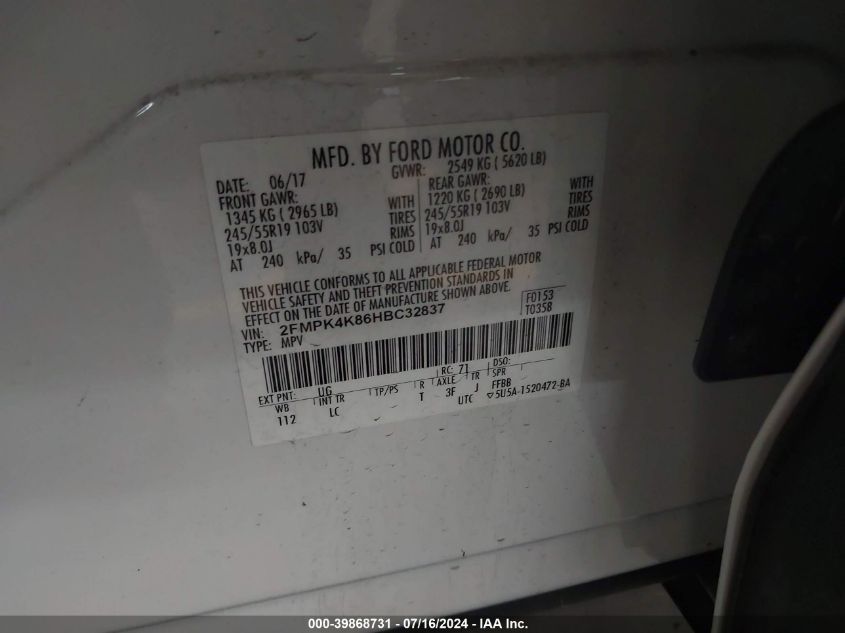 MFD. BY FORD MOTOR CO.
DATE: 06/17 GVWR: 2549 KG ( 5620 LB)
FRONT GAWR: REAR GAWR:
1345 KG ( 2965 LB) WITH 1220 KG ( 2690 LB) WITH
245/55R19 103V TIRES 245/55R19 103V TIRES
19x8.0J RIMS 19x8.0J RIMS
AT 240 kPa/ 35 PSI COLD AT 240 kPa/ 35 PSI COLD
THIS VEHICLE CONFORMS TO ALL APPLICABLE FEDERAL MOTOR
VEHICLE SAFETY AND THEFT PREVENTION STANDARDS IN
EFFECT ON THE DATE OF MANUFACTURE SHOWN ABOVE.
VIN: 2FMPK4K86HBC32837 F0153
TYPE: MPV T0358
EXT PNT: UG RC: 71 DSO:
WB INT TR TP/PS R AXLE TR SPR
112 LC T 3F J FFBB
UTC ▽5U5A-1520472-BA
000-39868731 - 07/16/2024 - IAA Inc.